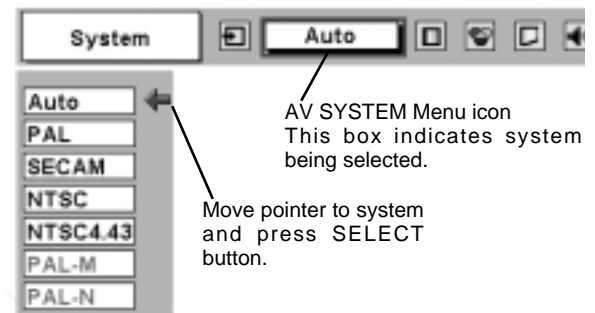 System
Auto
AV SYSTEM Menu icon
This box indicates system
being selected.
Auto
PAL
SECAM
NTSC
NTSC4.43
PAL-M
PAL-N
Move pointer to system
and press SELECT
button.